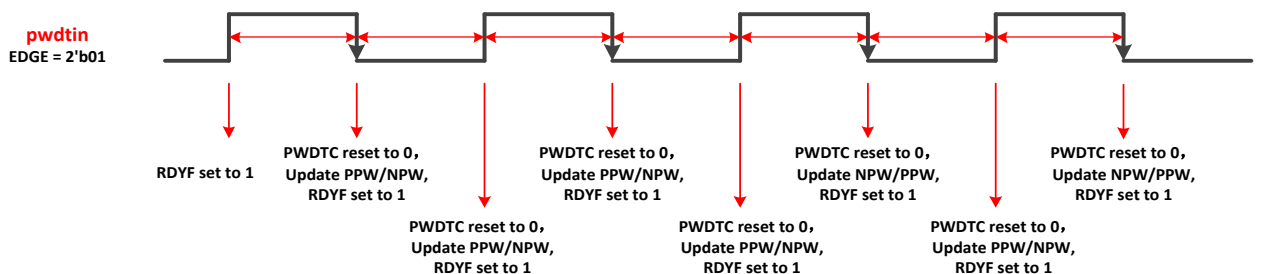 pwdtin
EDGE = 2'b01
RDYF set to 1
PWDTC reset to 0，
Update PPW/NPW,
RDYF set to 1
PWDTC reset to 0，
Update PPW/NPW,
RDYF set to 1
PWDTC reset to 0，
Update PPW/NPW,
RDYF set to 1
PWDTC reset to 0，
Update PPW/NPW,
RDYF set to 1
PWDTC reset to 0，
Update NPW/PPW,
RDYF set to 1
PWDTC reset to 0，
Update PPW/NPW,
RDYF set to 1
PWDTC reset to 0，
Update NPW/PPW,
RDYF set to 1